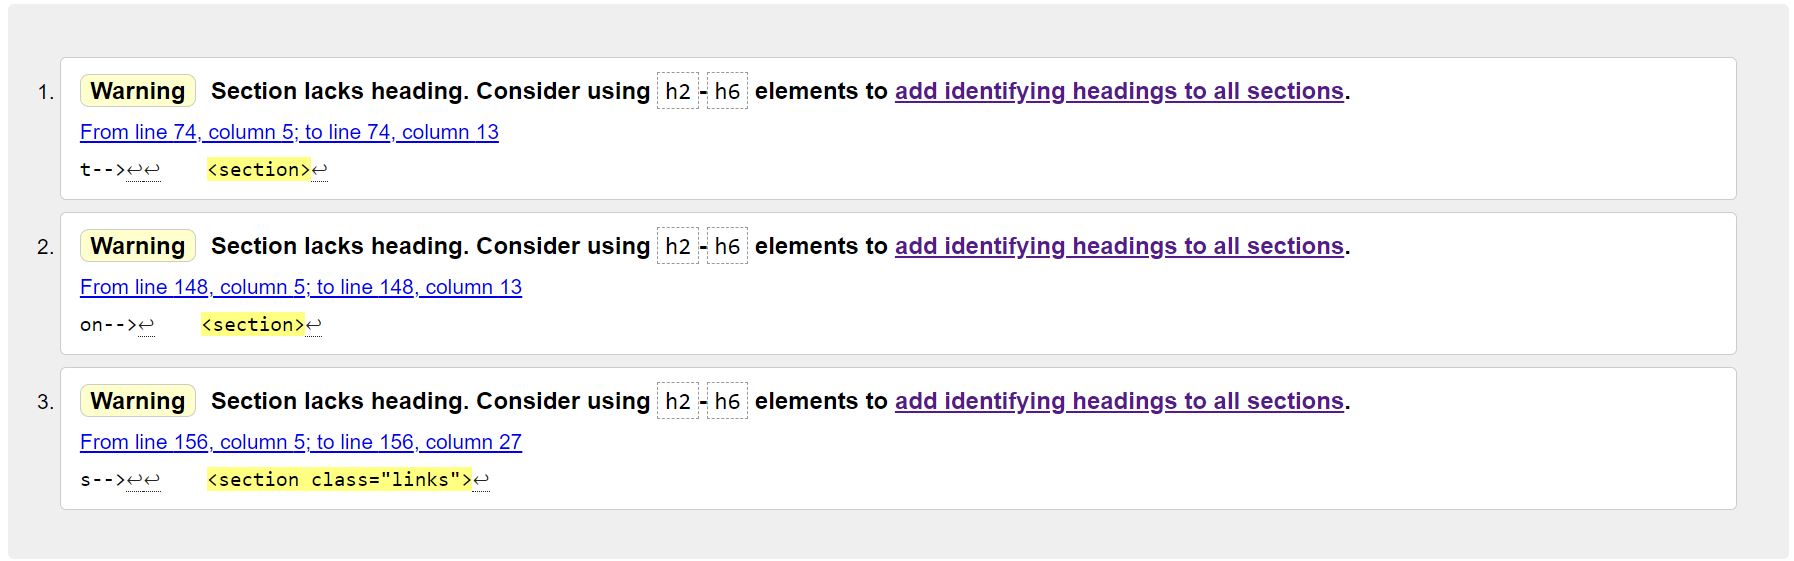 1. Warning Section lacks heading. Consider using h2-h6 elements to add identifying headings to all sections.
From line 74, column 5; to line 74, column 13
t-->↩↩    <section>↩
2. Warning Section lacks heading. Consider using h2-h6 elements to add identifying headings to all sections.
From line 148, column 5; to line 148, column 13
on-->↩    <section>↩
3. Warning Section lacks heading. Consider using h2-h6 elements to add identifying headings to all sections.
From line 156, column 5; to line 156, column 27
s-->↩↩    <section class="links">↩